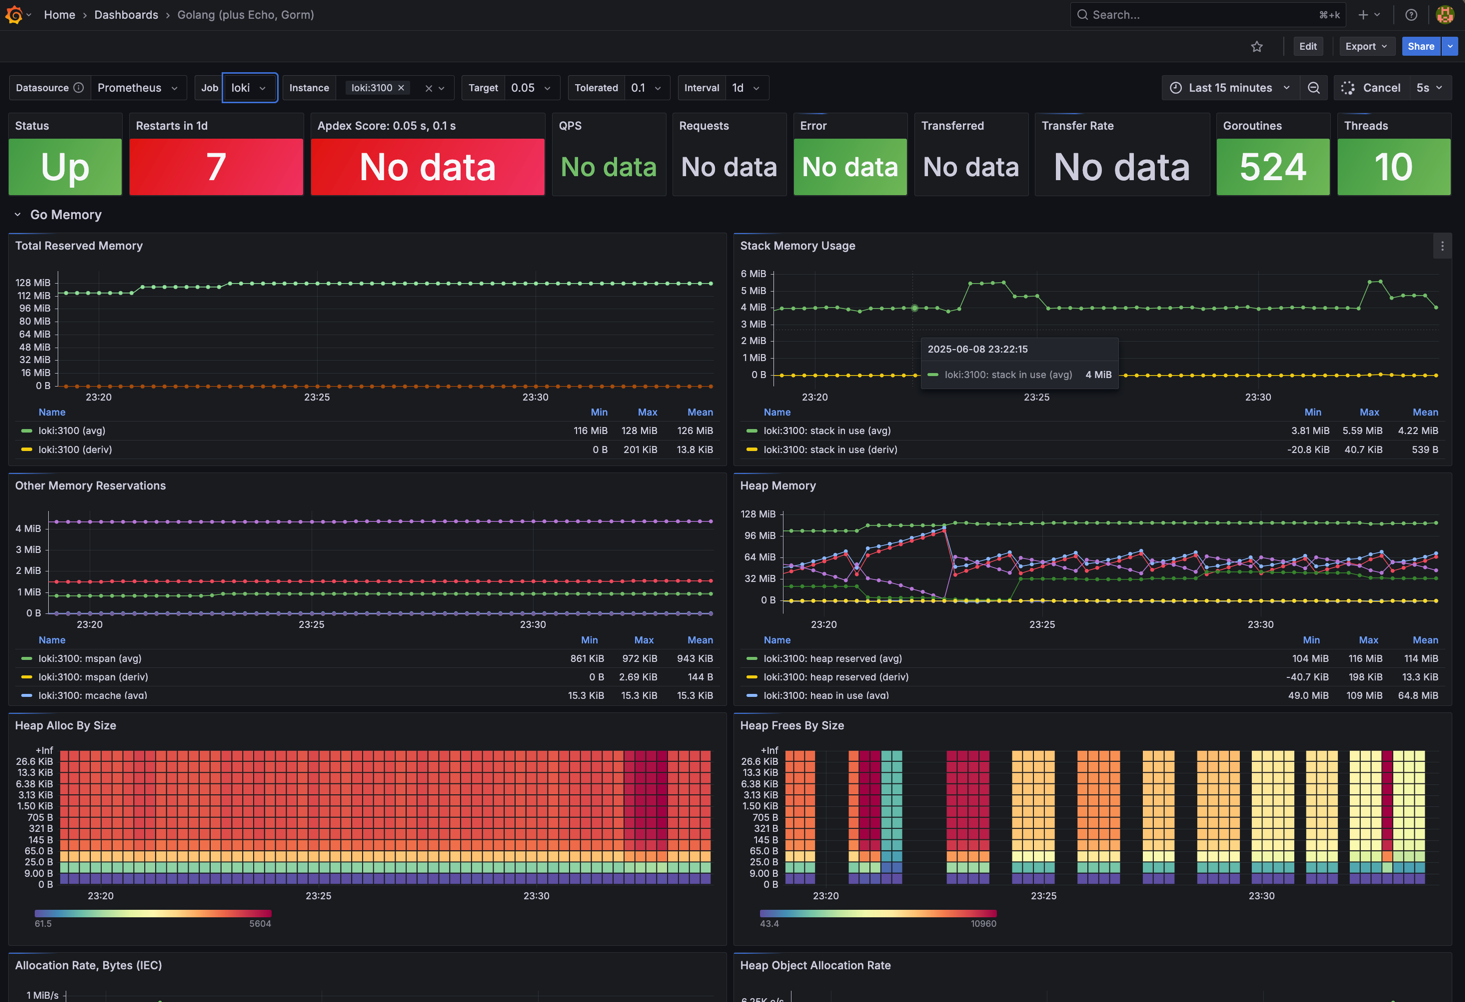 Home › Dashboards › Golang (plus Echo, Gorm)
Search... ⌘+k
Edit Export Share
Datasource Prometheus Job loki Instance loki:3100 Target 0.05 Tolerated 0.1 Interval 1d Last 15 minutes Cancel 5s
Status Restarts in 1d Apdex Score: 0.05 s, 0.1 s QPS Requests Error Transferred Transfer Rate Goroutines Threads
Up 7 No data No data No data No data No data No data 524 10
Go Memory
Total Reserved Memory
128 MiB
112 MiB
96 MiB
80 MiB
64 MiB
48 MiB
32 MiB
16 MiB
0 B
23:20 23:25 23:30
Name Min Max Mean
loki:3100 (avg) 116 MiB 128 MiB 126 MiB
loki:3100 (deriv) 0 B 201 KiB 13.8 KiB
Stack Memory Usage
6 MiB
5 MiB
4 MiB
3 MiB
2 MiB
1 MiB
0 B
2025-06-08 23:22:15
loki:3100: stack in use (avg) 4 MiB
23:20 23:25 23:30
Name Min Max Mean
loki:3100: stack in use (avg) 3.81 MiB 5.59 MiB 4.22 MiB
loki:3100: stack in use (deriv) -20.8 KiB 40.7 KiB 539 B
Other Memory Reservations
4 MiB
3 MiB
2 MiB
1 MiB
0 B
23:20 23:25 23:30
Name Min Max Mean
loki:3100: mspan (avg) 861 KiB 972 KiB 943 KiB
loki:3100: mspan (deriv) 0 B 2.69 KiB 144 B
loki:3100: mcache (avg) 15.3 KiB 15.3 KiB 15.3 KiB
Heap Memory
128 MiB
96 MiB
64 MiB
32 MiB
0 B
23:20 23:25 23:30
Name Min Max Mean
loki:3100: heap reserved (avg) 104 MiB 116 MiB 114 MiB
loki:3100: heap reserved (deriv) -40.7 KiB 198 KiB 13.3 KiB
loki:3100: heap in use (avg) 49.0 MiB 109 MiB 64.8 MiB
Heap Alloc By Size
+Inf
26.6 KiB
13.3 KiB
6.38 KiB
3.13 KiB
1.50 KiB
705 B
321 B
145 B
65.0 B
25.0 B
9.00 B
0 B
23:20 23:25 23:30
61.5 5604
Heap Frees By Size
+Inf
26.6 KiB
13.3 KiB
6.38 KiB
3.13 KiB
1.50 KiB
705 B
321 B
145 B
65.0 B
25.0 B
9.00 B
0 B
23:20 23:25 23:30
43.4 10960
Allocation Rate, Bytes (IEC)
1 MiB/s
Heap Object Allocation Rate
6.25K c/s